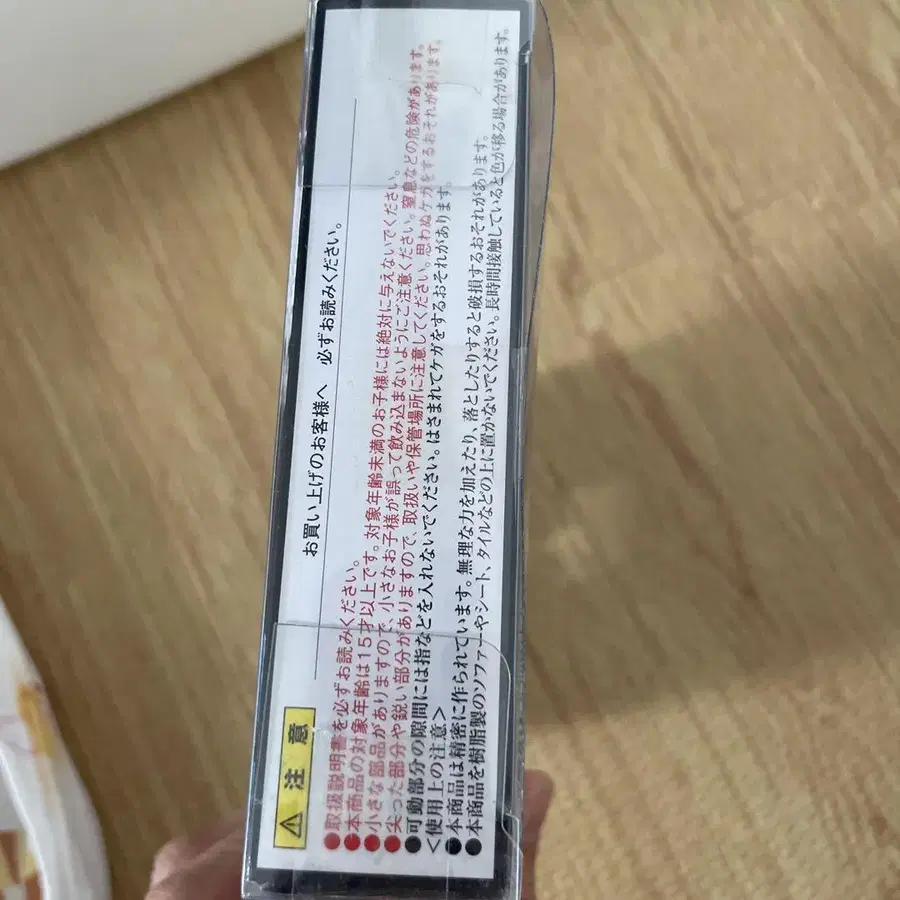 ⚠ 注意
お買い上げのお客様へ 必ずお読みください。
●取扱説明書を必ずお読みください。
●本商品の対象年齢は15才以上です。対象年齢未満のお子様には絶対に与えないでください。
●小さな部品がありますので、小さなお子様が誤って飲み込まないようにご注意ください。窒息などの危険があります。
●尖った部分や鋭い部分がありますので、取扱いや保管場所に注意してください。思わぬケガをするおそれがあります。
●可動部分の隙間には指などを入れないでください。はさまれてケガをするおそれがあります。
<使用上の注意>
●本商品は精密に作られています。無理な力を加えたり、落としたりすると破損するおそれがあります。
●本商品を樹脂製のソファーやシート、タイルなどの上に置かないでください。長時間接触していると色が移る場合があります。